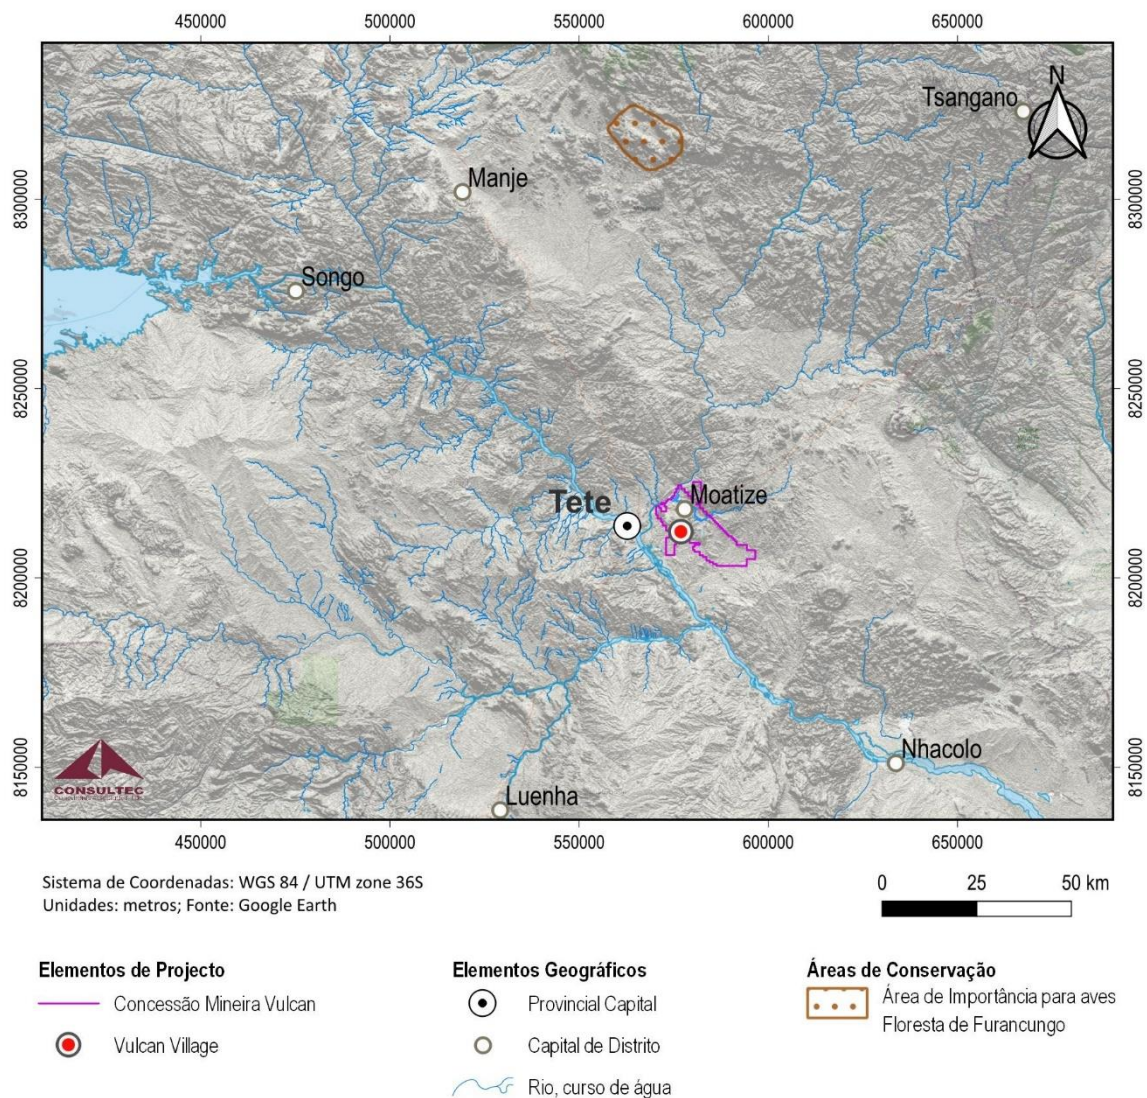 450000 500000 550000 600000 650000
N
Tsangano
Manje
8300000 8300000
Songo
8250000 8250000
Moatize
Tete
8200000 8200000
Nhacolo
8150000 8150000
CONSULTEC
Luenha
450000 500000 550000 600000 650000
Sistema de Coordenadas: WGS 84 / UTM zone 36S
Unidades: metros; Fonte: Google Earth
0 25 50 km
Elementos de Projecto
Concessão Mineira Vulcan
Vulcan Village
Elementos Geográficos
Provincial Capital
Capital de Distrito
Rio, curso de água
Áreas de Conservação
Área de Importância para aves
Floresta de Furancungo